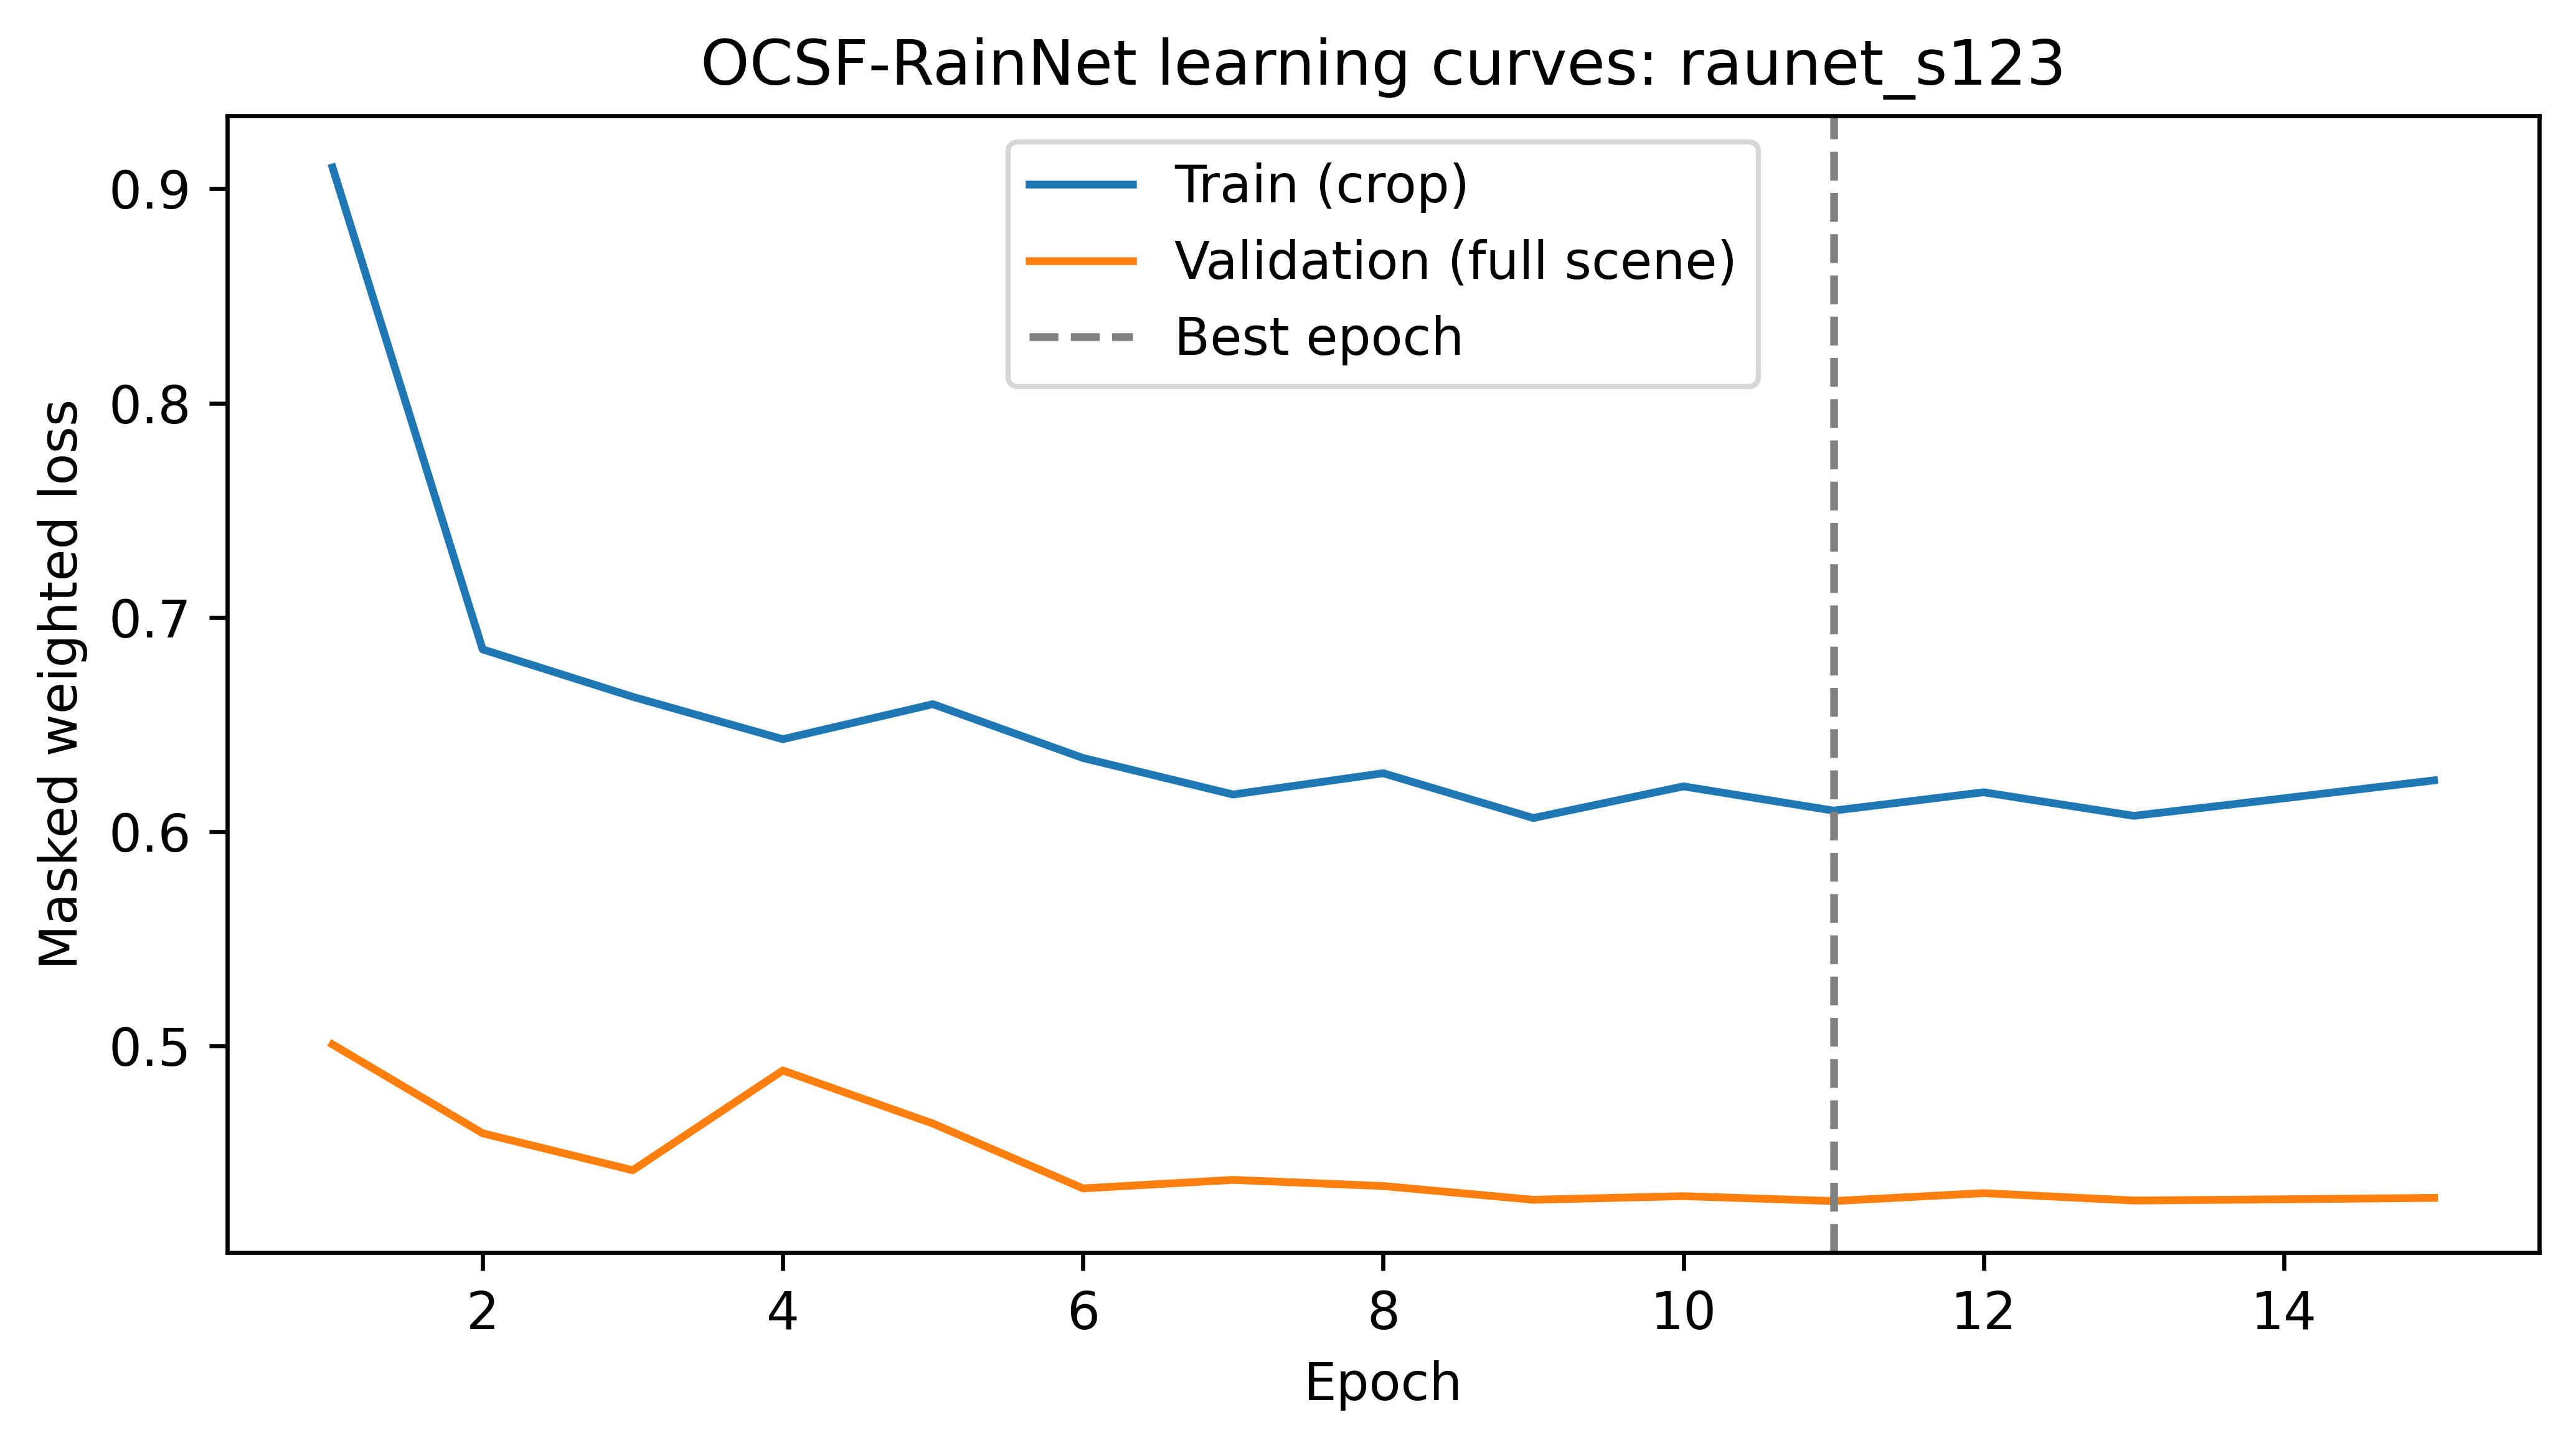 OCSF-RainNet learning curves: raunet_s123
Train (crop)
Validation (full scene)
Best epoch
Masked weighted loss
0.9
0.8
0.7
0.6
0.5
2 4 6 8 10 12 14
Epoch